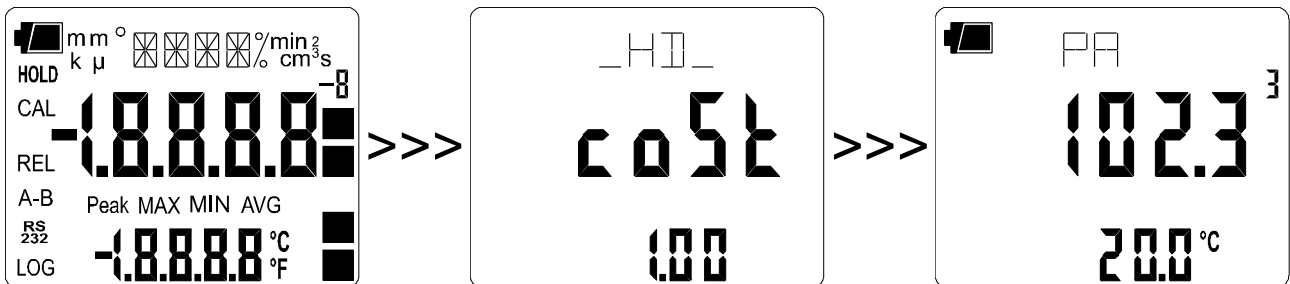 mm ° % min 2
k µ cm³s
HOLD -8
CAL
-1.8.8.8.8
REL
A-B Peak MAX MIN AVG
RS
232
-1.8.8.8.8 °C
°F
LOG
>>>
_HD_
coSt
1.00
>>>
PA
3
102.3
20.0 °C